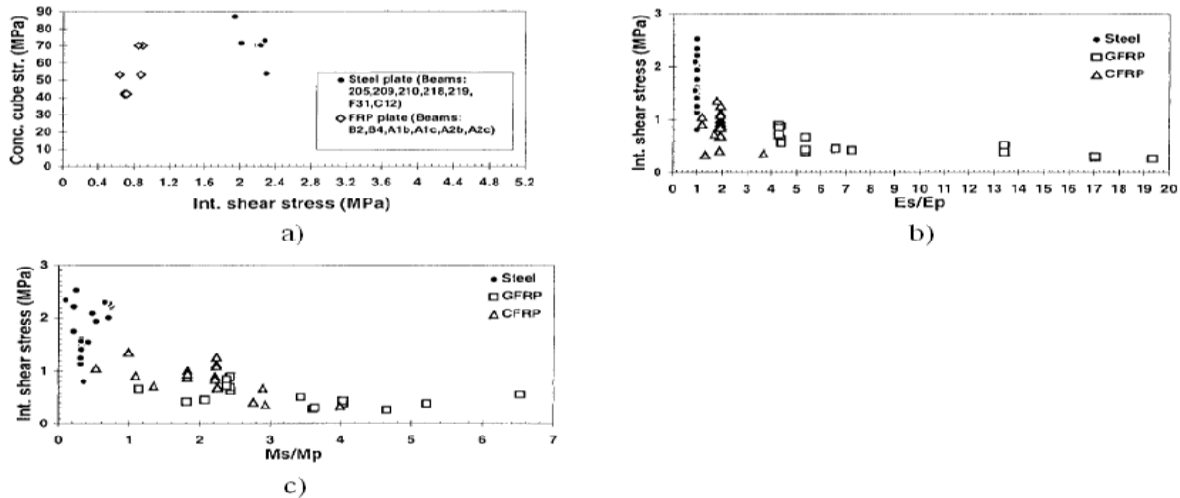 Conc. cube str. (MPa)
90
80
70
60
50
40
30
20
10
0
● Steel plate (Beams:
205,209,210,218,219,
F31,C12)
◇ FRP plate (Beams:
B2,B4,A1b,A1c,A2b,A2c)
0 0.4 0.8 1.2 1.6 2 2.4 2.8 3.2 3.6 4 4.4 4.8 5.2
Int. shear stress (MPa)
a)
Int. shear stress (MPa)
3
2
1
0
● Steel
□ GFRP
△ CFRP
0 1 2 3 4 5 6 7 8 9 10 11 12 13 14 15 16 17 18 19 20
Es/Ep
b)
Int. shear stress (MPa)
3
2
1
0
● Steel
□ GFRP
△ CFRP
0 1 2 3 4 5 6 7
Ms/Mp
c)